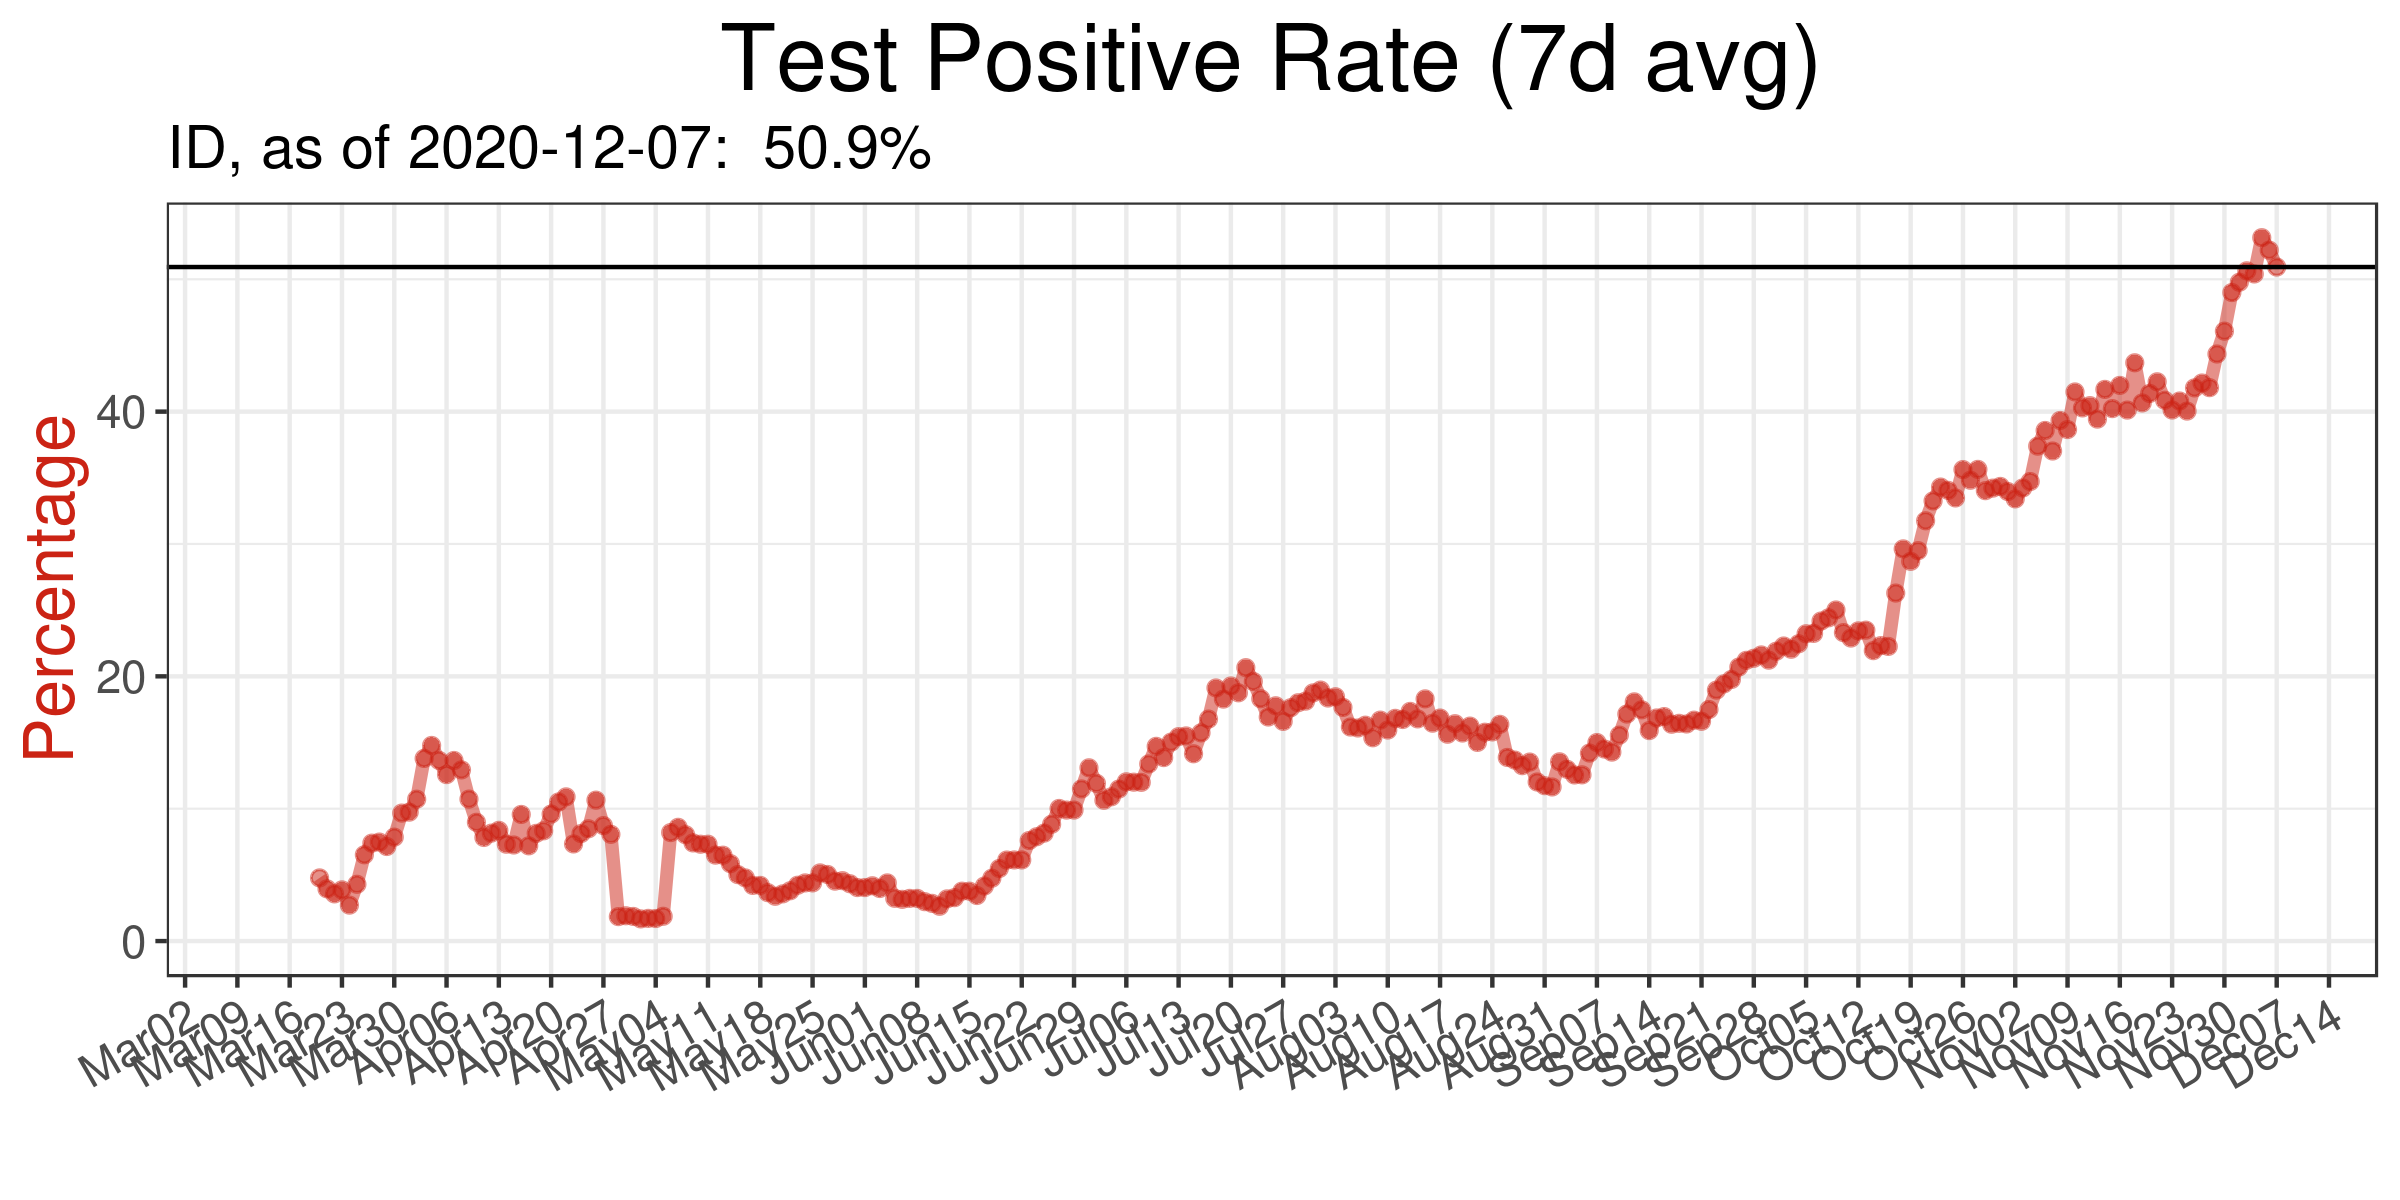 Test Positive Rate (7d avg)
ID, as of 2020-12-07:  50.9%
Percentage
40
20
0
Mar02
Mar09
Mar16
Mar23
Mar30
Apr06
Apr13
Apr20
Apr27
May04
May11
May18
May25
Jun01
Jun08
Jun15
Jun22
Jun29
Jul06
Jul13
Jul20
Jul27
Aug03
Aug10
Aug17
Aug24
Aug31
Sep07
Sep14
Sep21
Sep28
Oct05
Oct12
Oct19
Oct26
Nov02
Nov09
Nov16
Nov23
Nov30
Dec07
Dec14